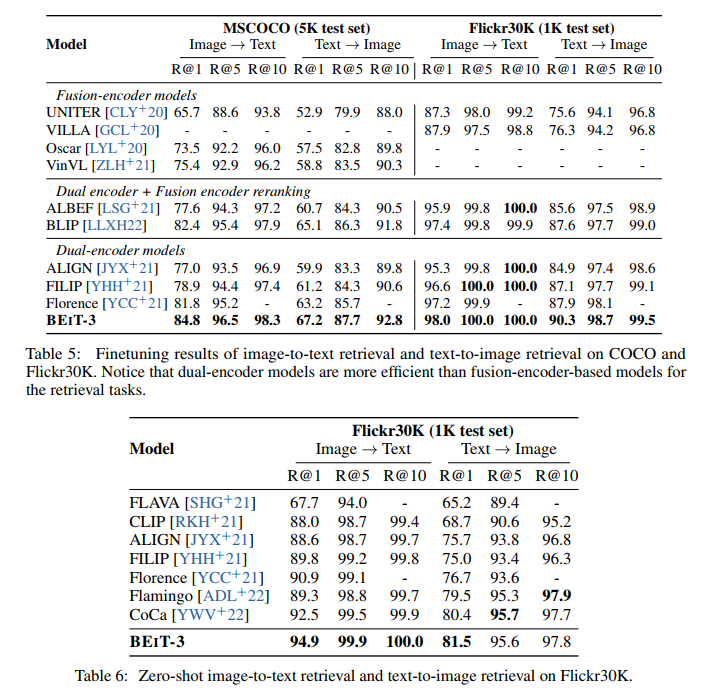 MSCOCO (5K test set) Flickr30K (1K test set)
Model Image → Text Text → Image Image → Text Text → Image
R@1 R@5 R@10 R@1 R@5 R@10 R@1 R@5 R@10 R@1 R@5 R@10
Fusion-encoder models
UNITER [CLY+20] 65.7 88.6 93.8 52.9 79.9 88.0 87.3 98.0 99.2 75.6 94.1 96.8
VILLA [GCL+20] - - - - - - 87.9 97.5 98.8 76.3 94.2 96.8
Oscar [LYL+20] 73.5 92.2 96.0 57.5 82.8 89.8 - - - - - -
VinVL [ZLH+21] 75.4 92.9 96.2 58.8 83.5 90.3 - - - - - -
Dual encoder + Fusion encoder reranking
ALBEF [LSG+21] 77.6 94.3 97.2 60.7 84.3 90.5 95.9 99.8 100.0 85.6 97.5 98.9
BLIP [LLXH22] 82.4 95.4 97.9 65.1 86.3 91.8 97.4 99.8 99.9 87.6 97.7 99.0
Dual-encoder models
ALIGN [JYX+21] 77.0 93.5 96.9 59.9 83.3 89.8 95.3 99.8 100.0 84.9 97.4 98.6
FILIP [YHH+21] 78.9 94.4 97.4 61.2 84.3 90.6 96.6 100.0 100.0 87.1 97.7 99.1
Florence [YCC+21] 81.8 95.2 - 63.2 85.7 - 97.2 99.9 - 87.9 98.1 -
BEIT-3 84.8 96.5 98.3 67.2 87.7 92.8 98.0 100.0 100.0 90.3 98.7 99.5
Table 5: Finetuning results of image-to-text retrieval and text-to-image retrieval on COCO and
Flickr30K. Notice that dual-encoder models are more efficient than fusion-encoder-based models for
the retrieval tasks.
Flickr30K (1K test set)
Model Image → Text Text → Image
R@1 R@5 R@10 R@1 R@5 R@10
FLAVA [SHG+21] 67.7 94.0 - 65.2 89.4 -
CLIP [RKH+21] 88.0 98.7 99.4 68.7 90.6 95.2
ALIGN [JYX+21] 88.6 98.7 99.7 75.7 93.8 96.8
FILIP [YHH+21] 89.8 99.2 99.8 75.0 93.4 96.3
Florence [YCC+21] 90.9 99.1 - 76.7 93.6 -
Flamingo [ADL+22] 89.3 98.8 99.7 79.5 95.3 97.9
CoCa [YWV+22] 92.5 99.5 99.9 80.4 95.7 97.7
BEIT-3 94.9 99.9 100.0 81.5 95.6 97.8
Table 6: Zero-shot image-to-text retrieval and text-to-image retrieval on Flickr30K.